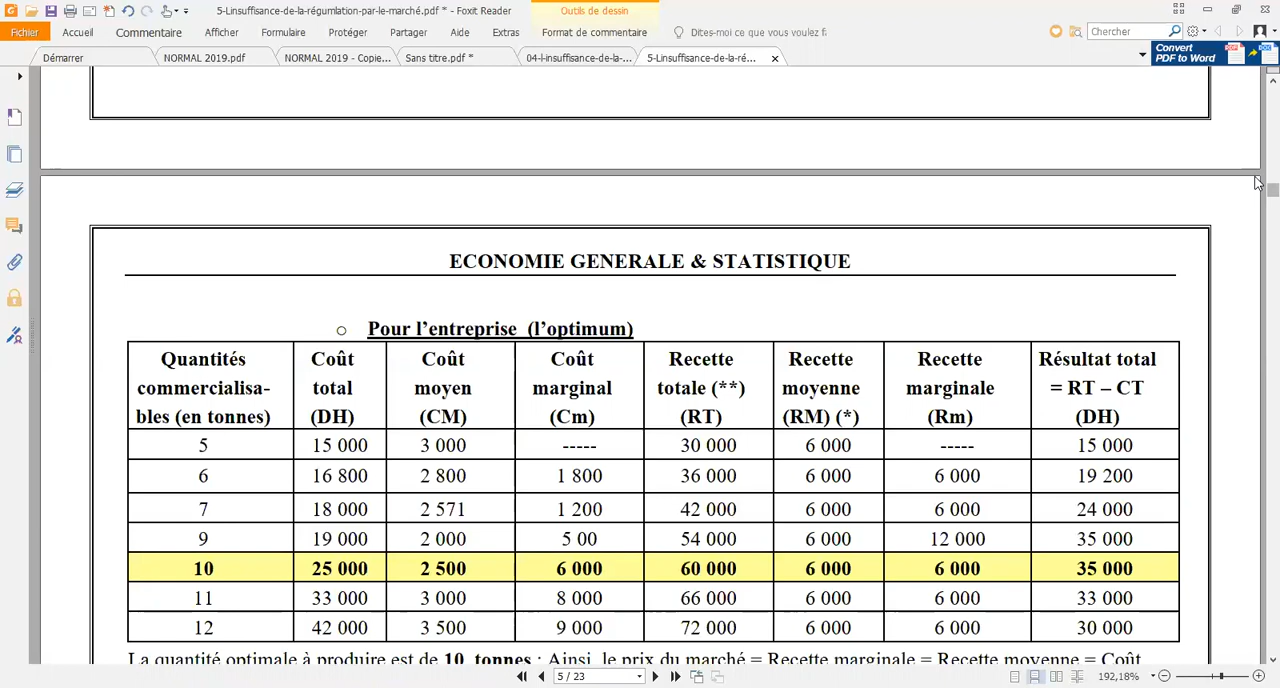 5-Linsuffisance-de-la-régumlation-par-le-marché.pdf * - Foxit Reader
Outils de dessin
Fichier Accueil Commentaire Afficher Formulaire Protéger Partager Aide Extras Format de commentaire Dites-moi ce que vous voulez fa Chercher
Démarrer NORMAL 2019.pdf NORMAL 2019 - Copie... Sans titre.pdf * 04-l-insuffisance-de-la-... 5-Linsuffisance-de-la-ré...
Convert
PDF to Word
ECONOMIE GENERALE & STATISTIQUE
o Pour l'entreprise (l'optimum)
Quantités Coût Coût Coût Recette Recette Recette Résultat total
commercialisa- total moyen marginal totale (**) moyenne marginale = RT – CT
bles (en tonnes) (DH) (CM) (Cm) (RT) (RM) (*) (Rm) (DH)
5 15 000 3 000 ----- 30 000 6 000 ----- 15 000
6 16 800 2 800 1 800 36 000 6 000 6 000 19 200
7 18 000 2 571 1 200 42 000 6 000 6 000 24 000
9 19 000 2 000 5 00 54 000 6 000 12 000 35 000
10 25 000 2 500 6 000 60 000 6 000 6 000 35 000
11 33 000 3 000 8 000 66 000 6 000 6 000 33 000
12 42 000 3 500 9 000 72 000 6 000 6 000 30 000
La quantité optimale à produire est de 10 tonnes : Ainsi, le prix du marché = Recette marginale = Recette moyenne = Coût
5 / 23 192,18%